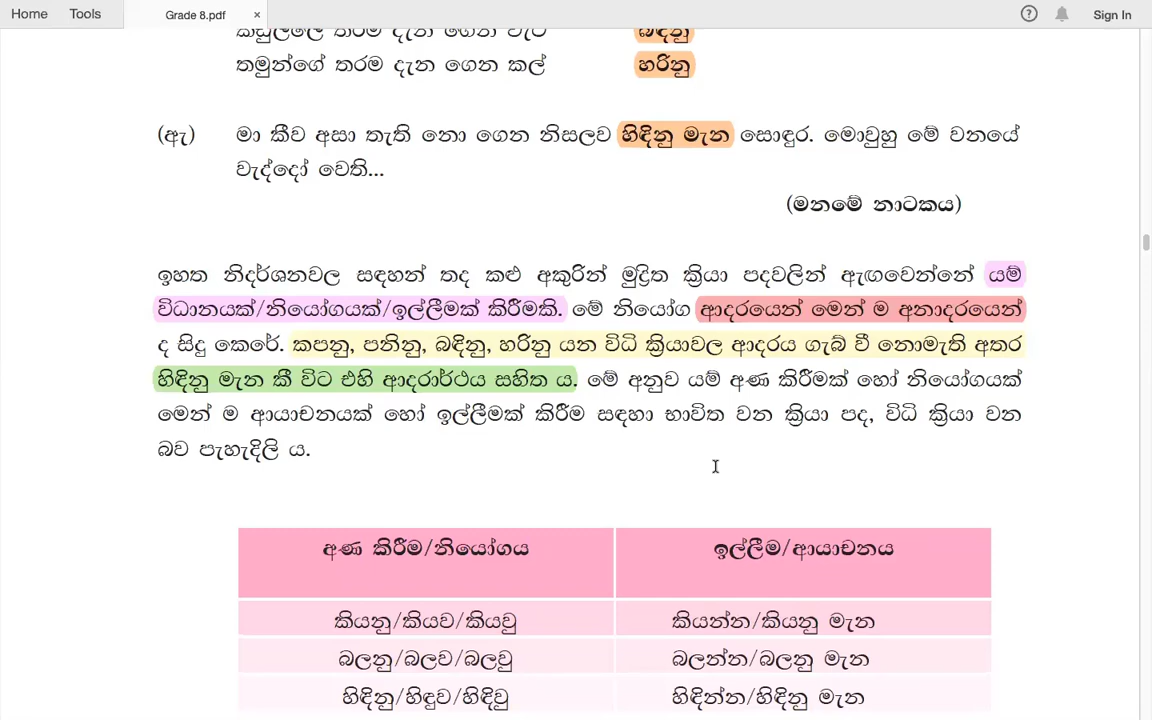 Home Tools Grade 8.pdf × Sign In
කඩුල්ලේ තරම දැන ගෙන වැට බඳිනු
තමුන්ගේ තරම දැන ගෙන කල් හරිනු
(ඈ) මා කීව අසා තැති නො ගෙන නිසලව හිඳිනු මැන සොඳුර. මොවුහු මේ වනයේ
වැද්දෝ වෙති...
(මනමේ නාටකය)
ඉහත නිදර්ශනවල සඳහන් තද කළු අකුරින් මුද්‍රිත ක්‍රියා පදවලින් ඇඟවෙන්නේ යම්
විධානයක්/නියෝගයක්/ඉල්ලීමක් කිරීමකි. මේ නියෝග ආදරයෙන් මෙන් ම අනාදරයෙන්
ද සිදු කෙරේ. කපනු, පනිනු, බඳිනු, හරිනු යන විධි ක්‍රියාවල ආදරය ගැබ් වී නොමැති අතර
හිඳිනු මැන කී විට එහි ආදරාර්ථය සහිත ය. මේ අනුව යම් අණ කිරීමක් හෝ නියෝගයක්
මෙන් ම ආයාචනයක් හෝ ඉල්ලීමක් කිරීම සඳහා භාවිත වන ක්‍රියා පද, විධි ක්‍රියා වන
බව පැහැදිලි ය.
අණ කිරීම/නියෝගය ඉල්ලීම/ආයාචනය
කියනු/කියව/කියවු කියන්න/කියනු මැන
බලනු/බලව/බලවු බලන්න/බලනු මැන
හිඳිනු/හිඳුව/හිඳිවු හිඳින්න/හිඳිනු මැන